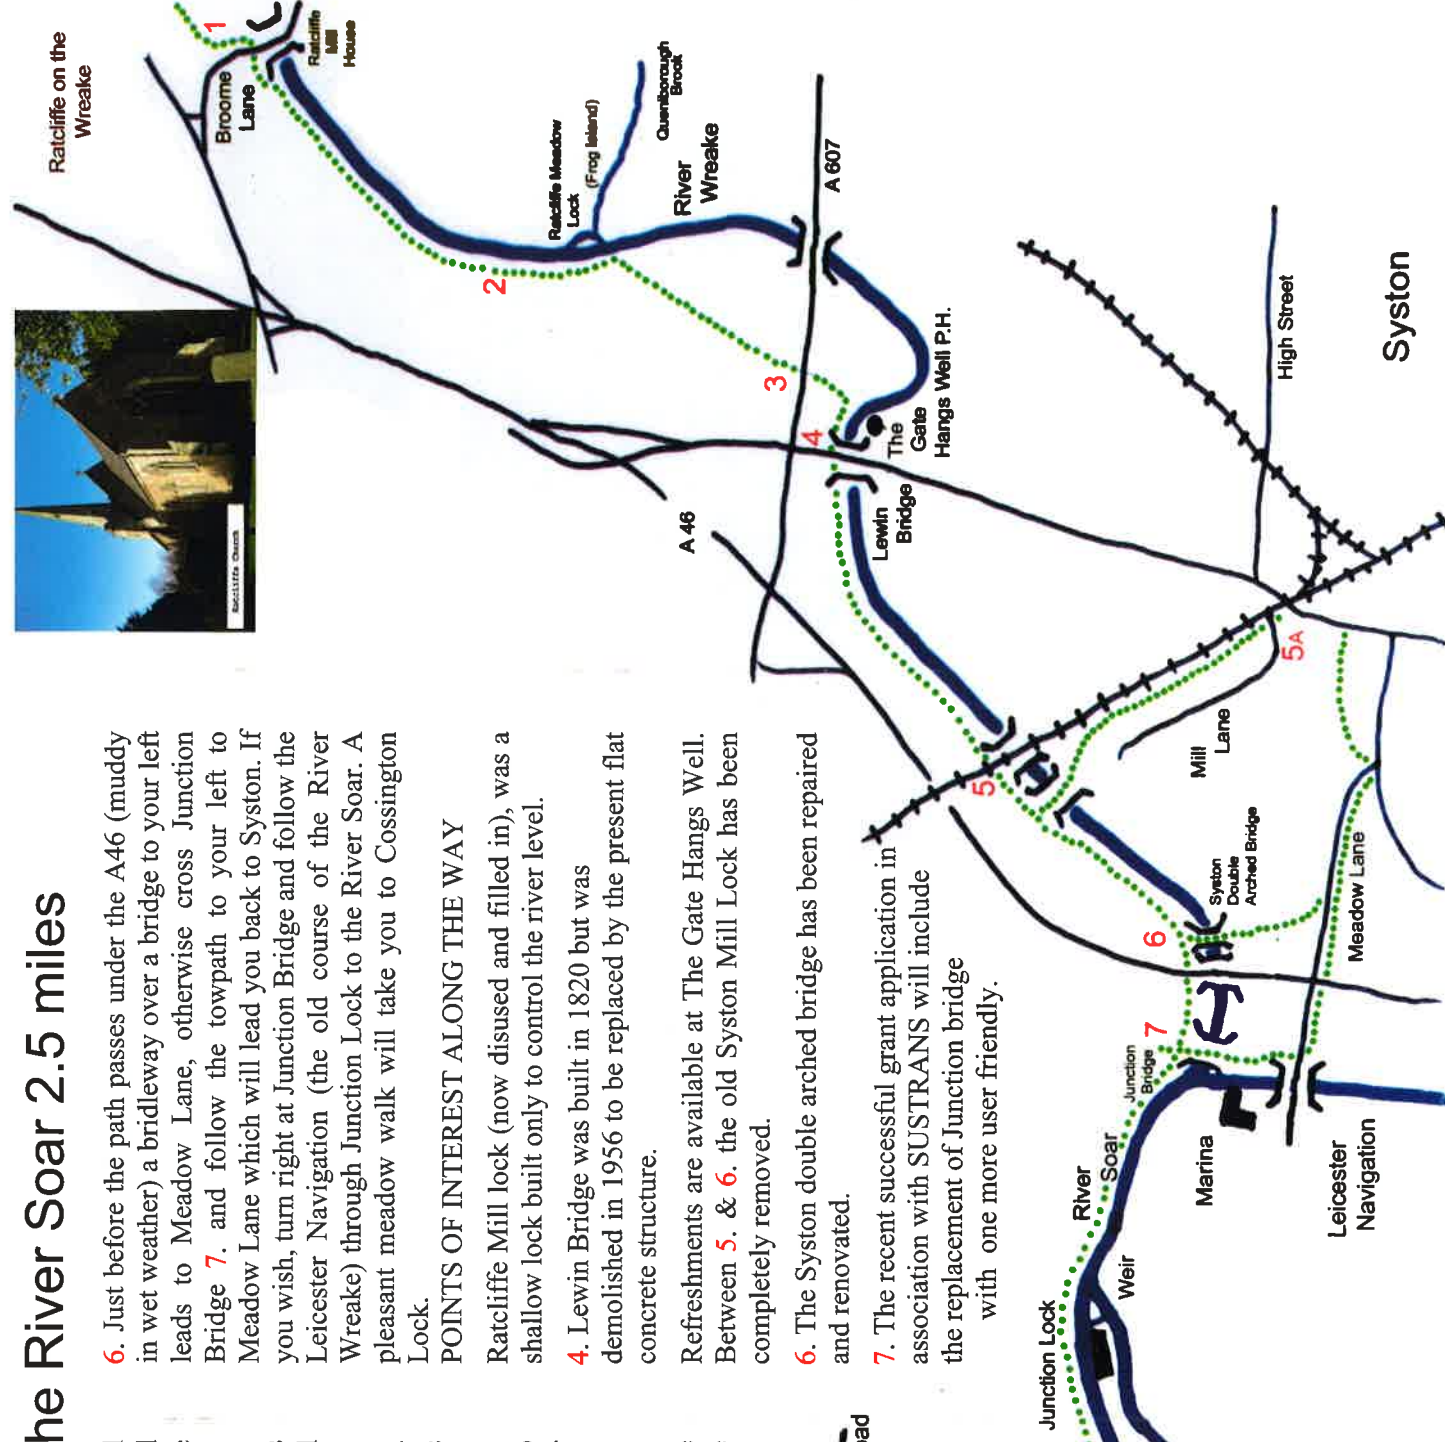 he River Soar 2.5 miles
6. Just before the path passes under the A46 (muddy
in wet weather) a bridleway over a bridge to your left
leads to Meadow Lane, otherwise cross Junction
Bridge 7. and follow the towpath to your left to
Meadow Lane which will lead you back to Syston. If
you wish, turn right at Junction Bridge and follow the
Leicester Navigation (the old course of the River
Wreake) through Junction Lock to the River Soar. A
pleasant meadow walk will take you to Cossington
Lock.
POINTS OF INTEREST ALONG THE WAY
Ratcliffe Mill lock (now disused and filled in), was a
shallow lock built only to control the river level.
4. Lewin Bridge was built in 1820 but was
demolished in 1956 to be replaced by the present flat
concrete structure.
Refreshments are available at The Gate Hangs Well.
Between 5. & 6. the old Syston Mill Lock has been
completely removed.
6. The Syston double arched bridge has been repaired
and renovated.
7. The recent successful grant application in
association with SUSTRANS will include
the replacement of Junction bridge
with one more user friendly.
Ratcliffe Church
Ratcliffe on the
Wreake
1
Broome
Lane
Ratcliffe
Mill
House
2
Ratcliffe Meadow
Lock
(Frog Island)
Queniborough
Brook
River
Wreake
A 607
3
4
The
Gate
Hangs Well P.H.
Lewin
Bridge
A 46
High Street
Syston
5
5A
Mill
Lane
6
Syston
Double
Arched Bridge
Meadow Lane
7
Junction
Bridge
Marina
Leicester
Navigation
River
Soar
Weir
Junction Lock
oad